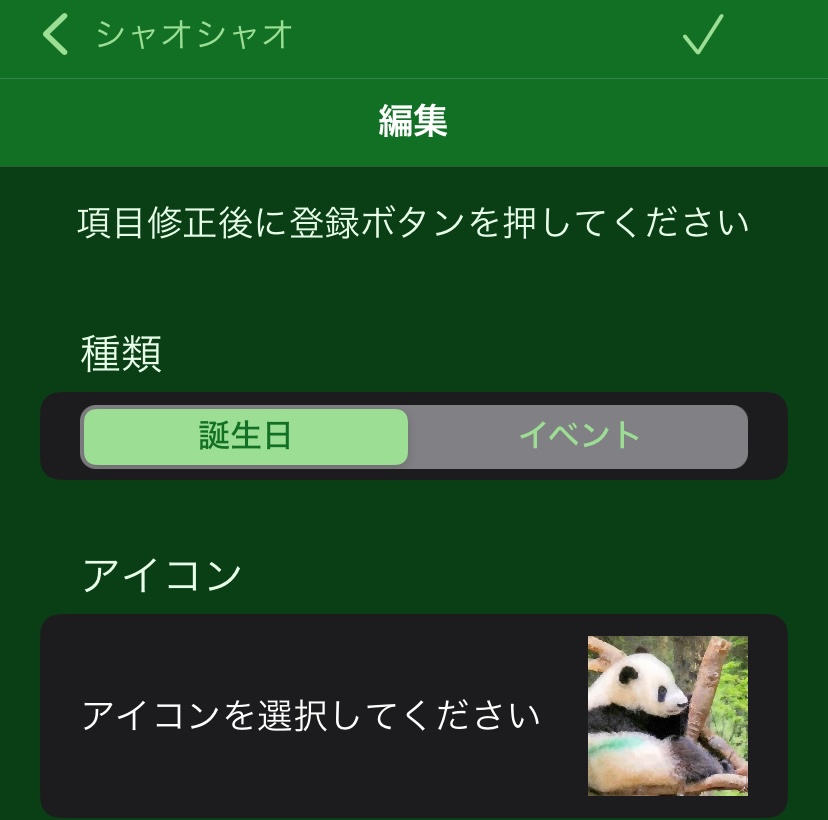 シャオシャオ
編集
項目修正後に登録ボタンを押してください
種類
誕生日 イベント
アイコン
アイコンを選択してください